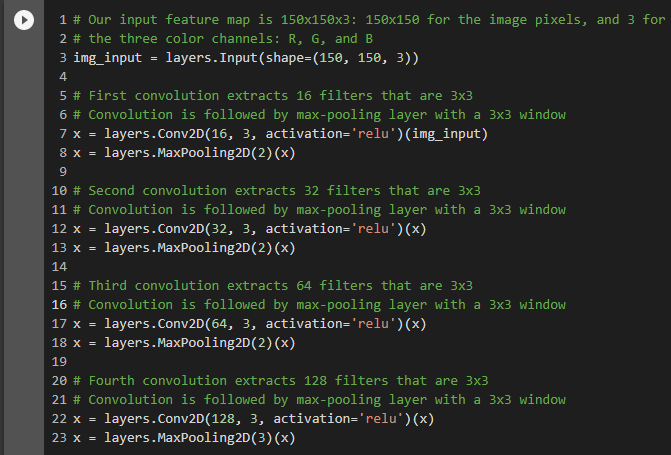 1 # Our input feature map is 150x150x3: 150x150 for the image pixels, and 3 for
2 # the three color channels: R, G, and B
3 img_input = layers.Input(shape=(150, 150, 3))
4
5 # First convolution extracts 16 filters that are 3x3
6 # Convolution is followed by max-pooling layer with a 3x3 window
7 x = layers.Conv2D(16, 3, activation='relu')(img_input)
8 x = layers.MaxPooling2D(2)(x)
9
10 # Second convolution extracts 32 filters that are 3x3
11 # Convolution is followed by max-pooling layer with a 3x3 window
12 x = layers.Conv2D(32, 3, activation='relu')(x)
13 x = layers.MaxPooling2D(2)(x)
14
15 # Third convolution extracts 64 filters that are 3x3
16 # Convolution is followed by max-pooling layer with a 3x3 window
17 x = layers.Conv2D(64, 3, activation='relu')(x)
18 x = layers.MaxPooling2D(2)(x)
19
20 # Fourth convolution extracts 128 filters that are 3x3
21 # Convolution is followed by max-pooling layer with a 3x3 window
22 x = layers.Conv2D(128, 3, activation='relu')(x)
23 x = layers.MaxPooling2D(3)(x)